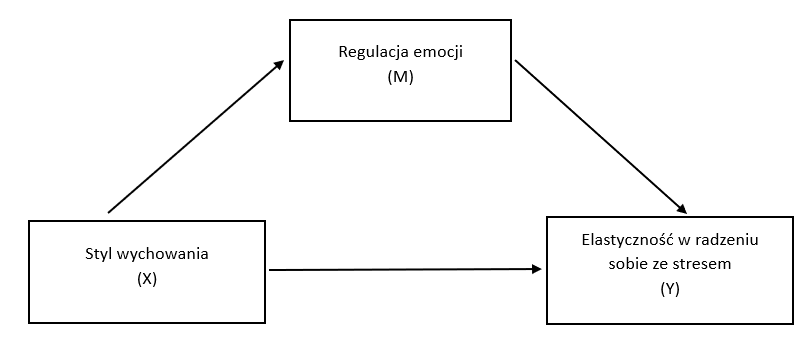 Regulacja emocji
(M)
Styl wychowania
(X)
Elastyczność w radzeniu
sobie ze stresem
(Y)